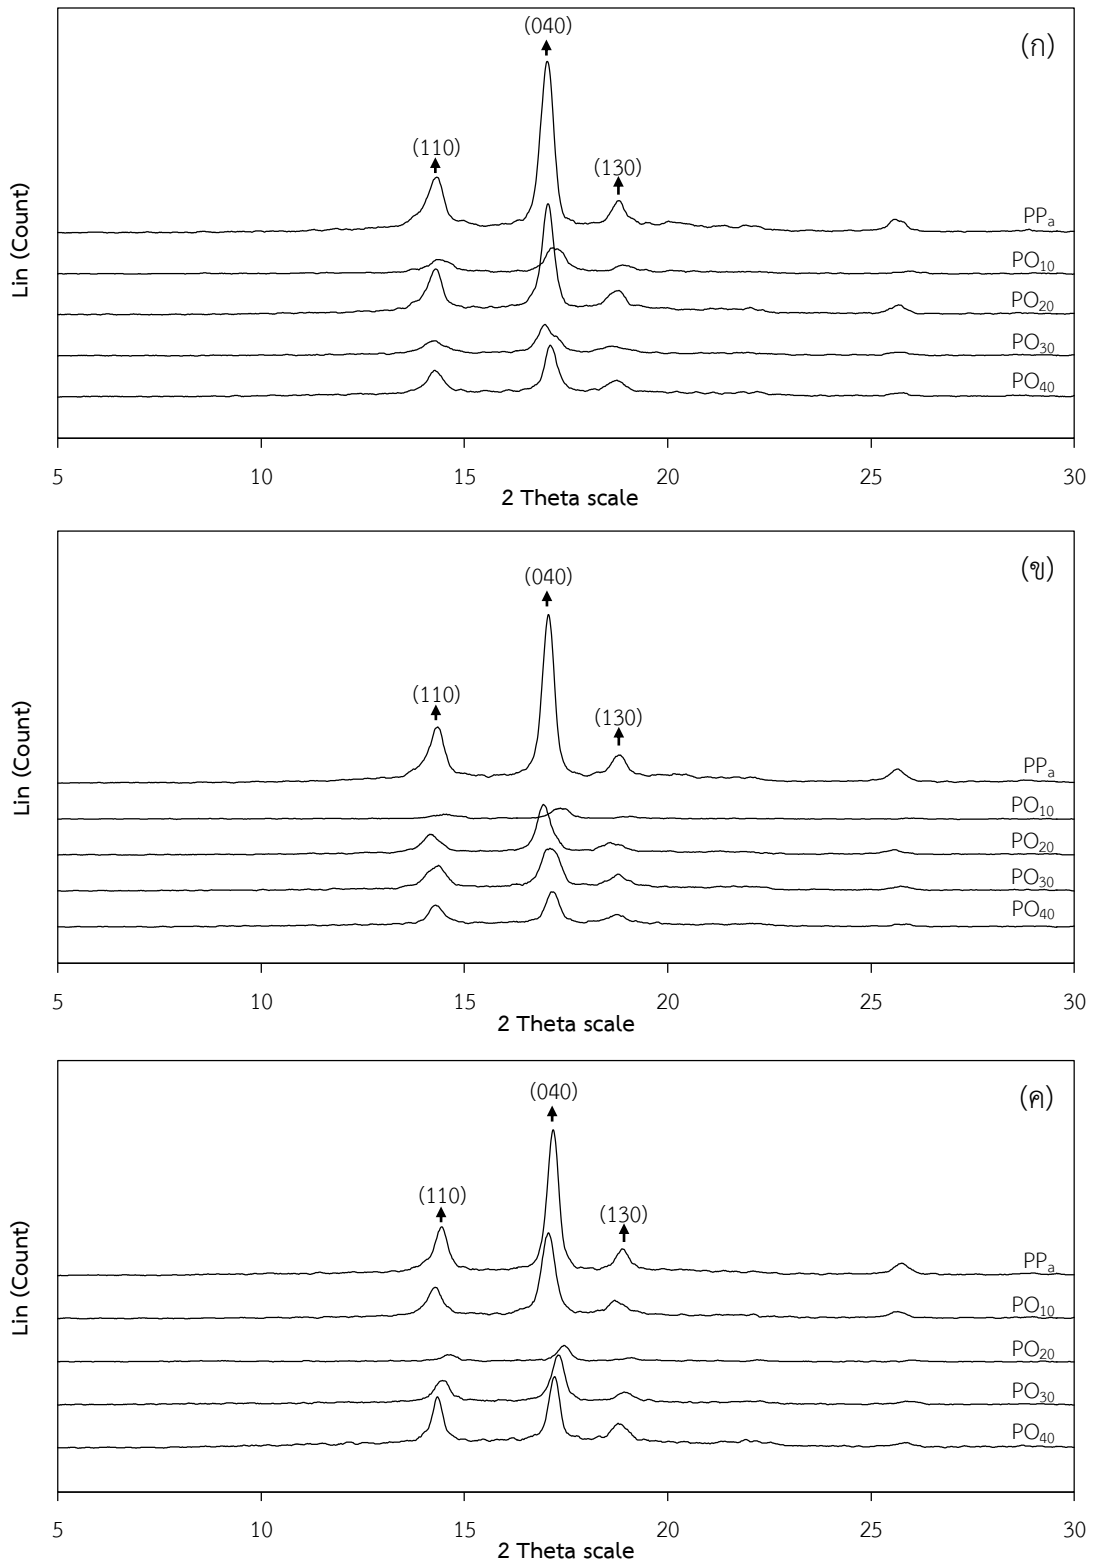 (040)
(ก)
(110)
(130)
PPa
PO10
PO20
PO30
PO40
Lin (Count)
5 10 15 20 25 30
2 Theta scale
(ข)
(040)
(110)
(130)
PPa
PO10
PO20
PO30
PO40
Lin (Count)
5 10 15 20 25 30
2 Theta scale
(ค)
(040)
(110)
(130)
PPa
PO10
PO20
PO30
PO40
Lin (Count)
5 10 15 20 25 30
2 Theta scale